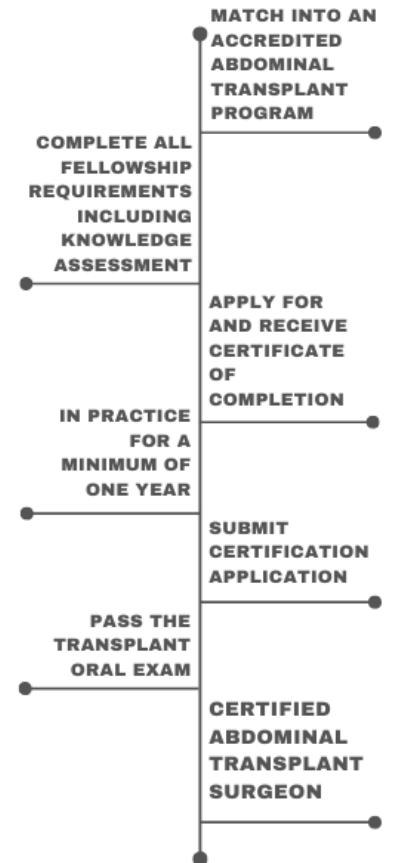 MATCH INTO AN
ACCREDITED
ABDOMINAL
TRANSPLANT
PROGRAM
COMPLETE ALL
FELLOWSHIP
REQUIREMENTS
INCLUDING
KNOWLEDGE
ASSESSMENT
APPLY FOR
AND RECEIVE
CERTIFICATE
OF
COMPLETION
IN PRACTICE
FOR A
MINIMUM OF
ONE YEAR
SUBMIT
CERTIFICATION
APPLICATION
PASS THE
TRANSPLANT
ORAL EXAM
CERTIFIED
ABDOMINAL
TRANSPLANT
SURGEON